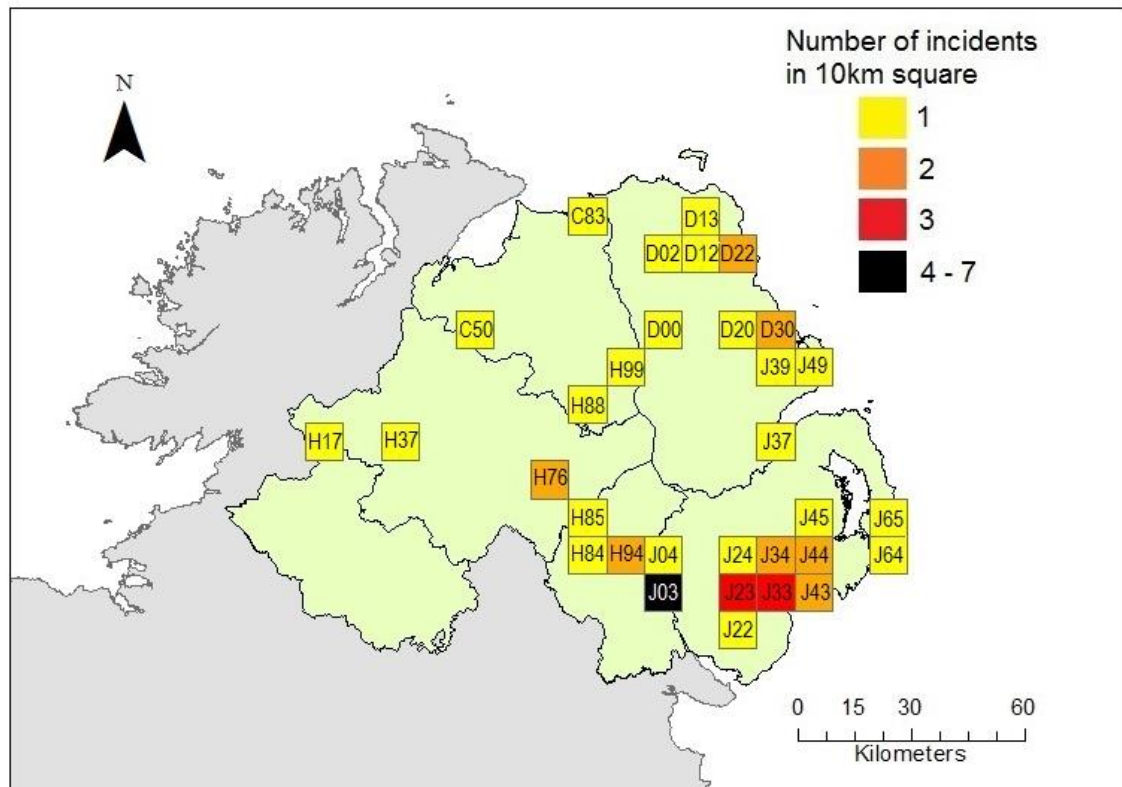 Number of incidents
in 10km square
1
2
3
4 - 7
N
C83
D13
D02 D12 D22
C50
D00
D20 D30
H99
J39 J49
H88
H17
H37
J37
H76
H85
J45
J65
H84 H94 J04
J24 J34 J44
J64
J03
J23 J33 J43
J22
0 15 30 60
Kilometers